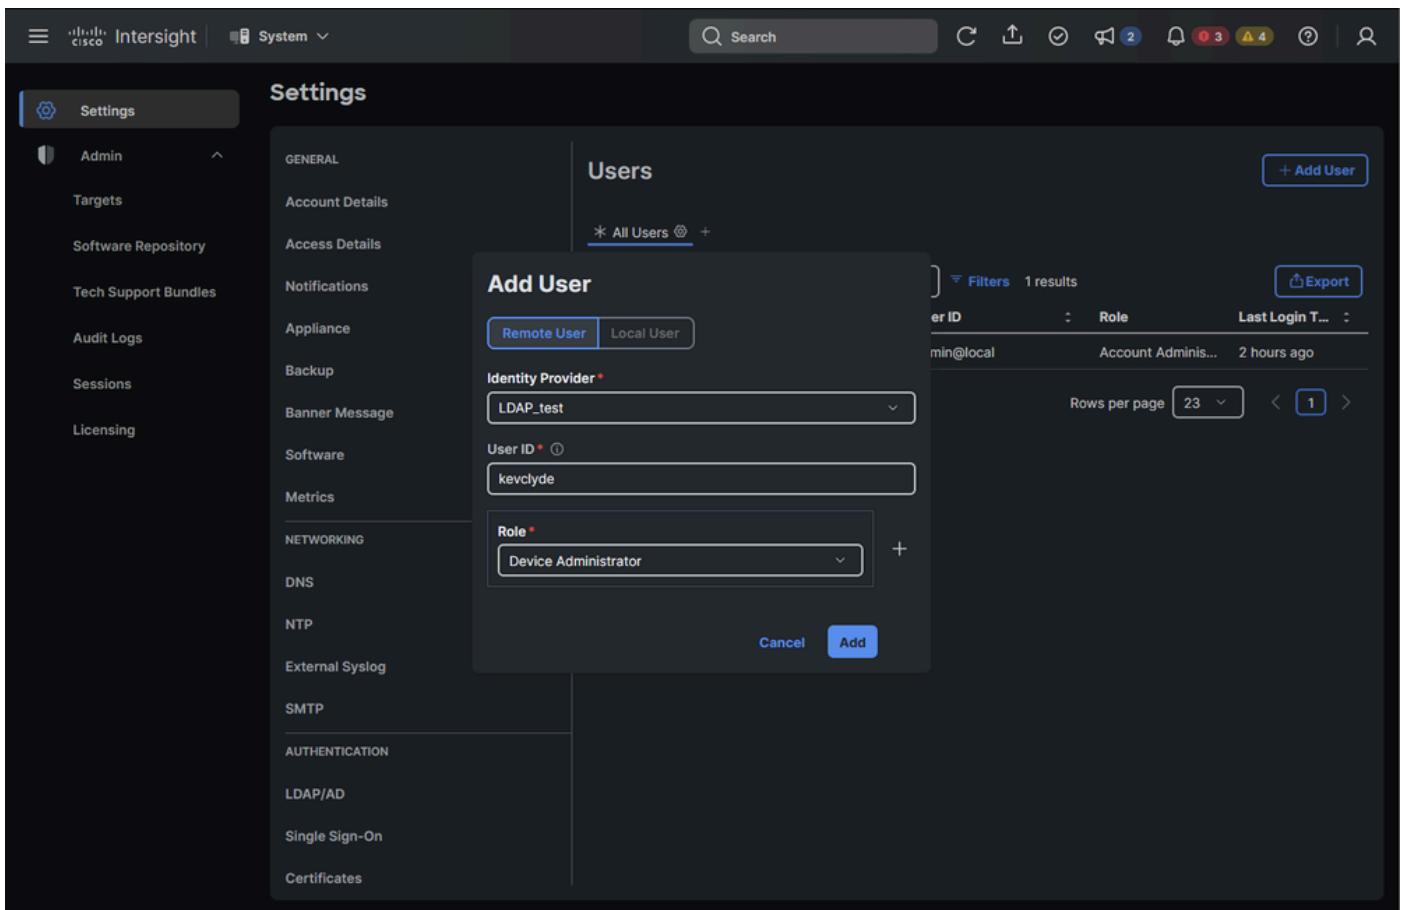 cisco Intersight System Search 2 3 4
Settings
Settings
Admin
Targets
Software Repository
Tech Support Bundles
Audit Logs
Sessions
Licensing
GENERAL
Account Details
Access Details
Notifications
Appliance
Backup
Banner Message
Software
Metrics
NETWORKING
DNS
NTP
External Syslog
SMTP
AUTHENTICATION
LDAP/AD
Single Sign-On
Certificates
Users
+ Add User
All Users +
Filters 1 results Export
er ID Role Last Login T...
min@local Account Adminis... 2 hours ago
Rows per page 23 1
Add User
Remote User Local User
Identity Provider *
LDAP_test
User ID *
kevclyde
Role *
Device Administrator
+
Cancel Add